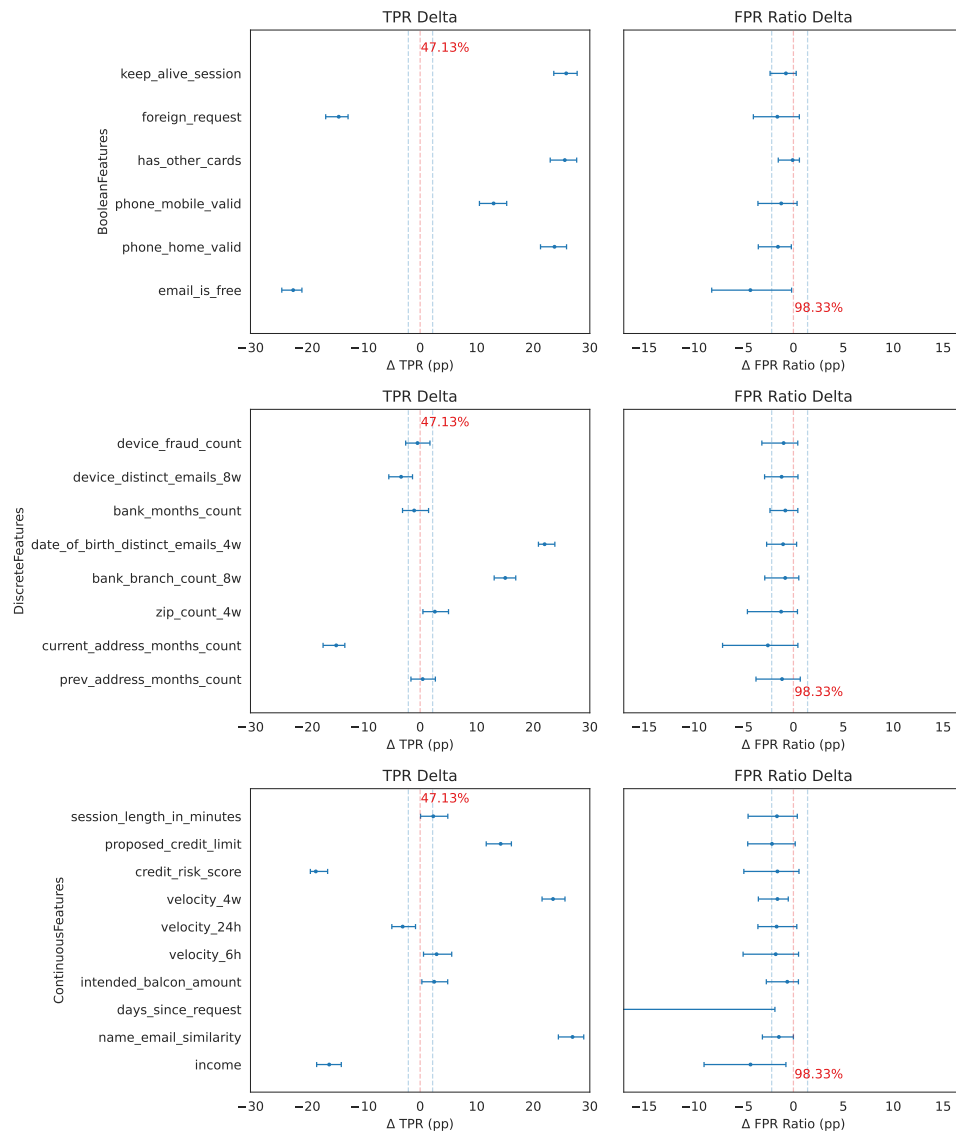 TPR Delta
FPR Ratio Delta
BooleanFeatures
47.13%
keep_alive_session
foreign_request
has_other_cards
phone_mobile_valid
phone_home_valid
email_is_free
98.33%
−30 −20 −10 0 10 20 30
−15 −10 −5 0 5 10 15
Δ TPR (pp)
Δ FPR Ratio (pp)
TPR Delta
FPR Ratio Delta
DiscreteFeatures
47.13%
device_fraud_count
device_distinct_emails_8w
bank_months_count
date_of_birth_distinct_emails_4w
bank_branch_count_8w
zip_count_4w
current_address_months_count
prev_address_months_count
98.33%
−30 −20 −10 0 10 20 30
−15 −10 −5 0 5 10 15
Δ TPR (pp)
Δ FPR Ratio (pp)
TPR Delta
FPR Ratio Delta
ContinuousFeatures
47.13%
session_length_in_minutes
proposed_credit_limit
credit_risk_score
velocity_4w
velocity_24h
velocity_6h
intended_balcon_amount
days_since_request
name_email_similarity
income
98.33%
−30 −20 −10 0 10 20 30
−15 −10 −5 0 5 10 15
Δ TPR (pp)
Δ FPR Ratio (pp)